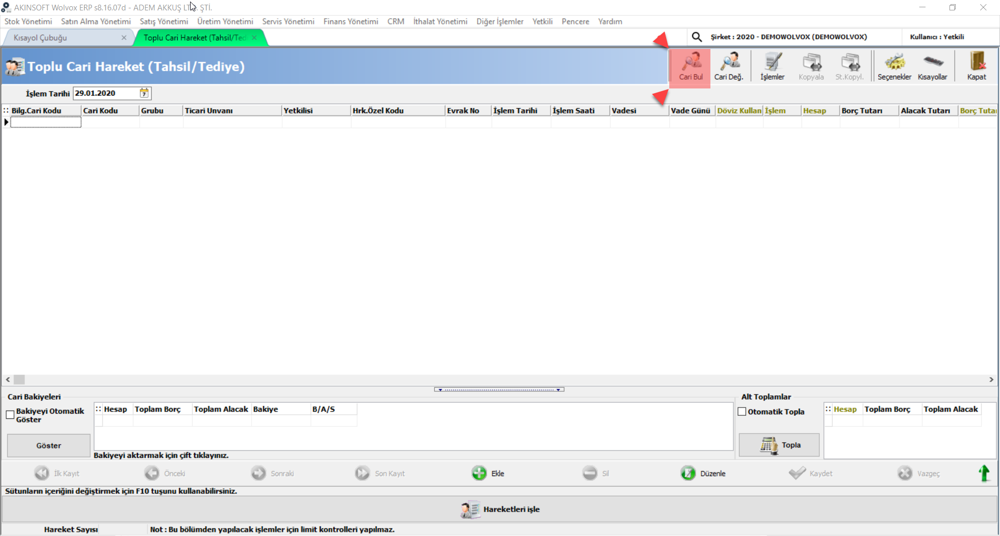 AKINSOFT Wolvox ERP s8.16.07d - ADEM AKKUŞ ŞTİ.
Stok Yönetimi Satın Alma Yönetimi Satış Yönetimi Üretim Yönetimi Servis Yönetimi Finans Yönetimi CRM İthalat Yönetimi Diğer İşlemler Yetkili Pencere Yardım
Kısayol Çubuğu Toplu Cari Hareket (Tahsil/Ted Şirket : 2020 - DEMOWOLVOX (DEMOWOLVOX) Kullanıcı : Yetkili
Toplu Cari Hareket (Tahsil/Tediye)
Cari Bul Cari Değ. İşlemler Kopyala St.Kopyl. Seçenekler Kısayollar Kapat
İşlem Tarihi 29.01.2020 7
Bilg.Cari Kodu Cari Kodu Grubu Ticari Unvanı Yetkilisi Hrk.Özel Kodu Evrak No İşlem Tarihi İşlem Saati Vadesi Vade Günü Döviz Kullan İşlem Hesap Borç Tutarı Alacak Tutarı Borç Tuta
Cari Bakiyeleri Alt Toplamlar
Bakiyeyi Otomatik
Göster
Hesap Toplam Borç Toplam Alacak Bakiye B/A/S
Otomatik Topla
Hesap Toplam Borç Toplam Alacak
Göster
Topla
Bakiyeyi aktarmak için çift tıklayınız.
İlk Kayıt Önceki Sonraki Son Kayıt Ekle Sil Düzenle Kaydet Vazgeç
Sütunların içeriğini değiştirmek için F10 tuşunu kullanabilirsiniz.
Hareketleri işle
Hareket Sayısı Not : Bu bölümden yapılacak işlemler için limit kontrolleri yapılmaz.